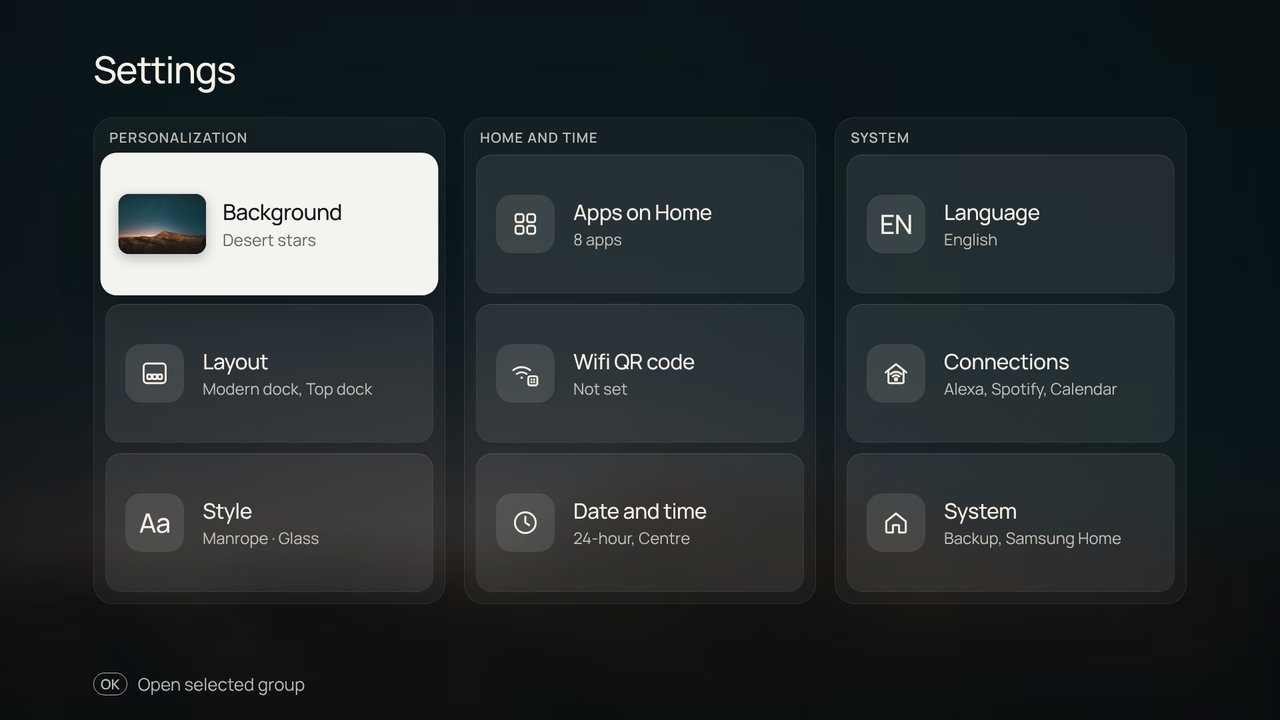 Settings
PERSONALIZATION
Background
Desert stars
Layout
Modern dock, Top dock
Aa
Style
Manrope · Glass
HOME AND TIME
Apps on Home
8 apps
Wifi QR code
Not set
Date and time
24-hour, Centre
SYSTEM
EN
Language
English
Connections
Alexa, Spotify, Calendar
System
Backup, Samsung Home
OK Open selected group